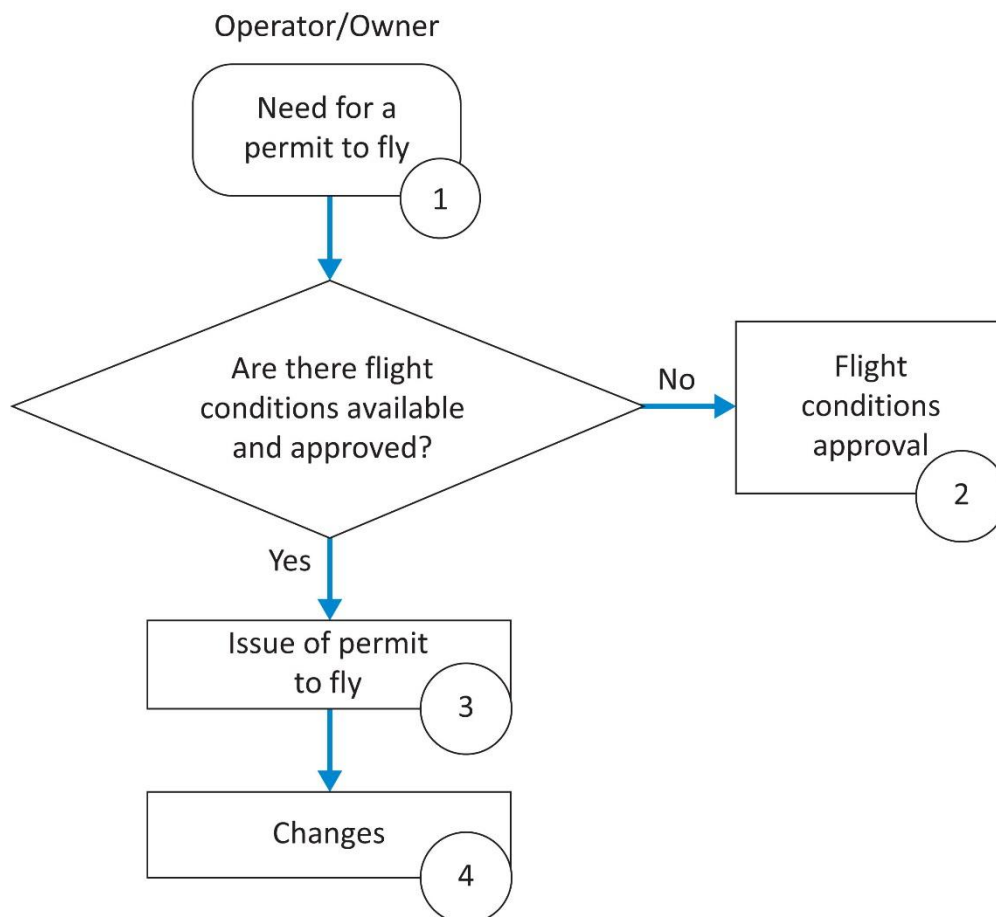 Operator/Owner
Need for a
permit to fly
1
Are there flight
conditions available
and approved?
No
Flight
conditions
approval
2
Yes
Issue of permit
to fly
3
Changes
4